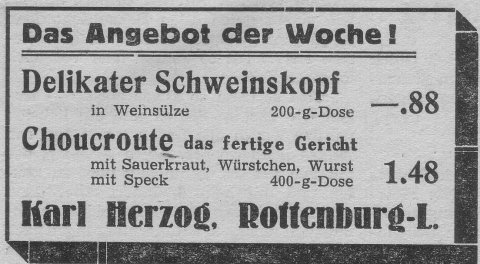 Das Angebot der Woche!
Delikater Schweinskopf
in Weinsülze 200-g-Dose —.88
Choucroute das fertige Gericht
mit Sauerkraut, Würstchen, Wurst
mit Speck 400-g-Dose 1.48
Karl Herzog, Rottenburg-L.